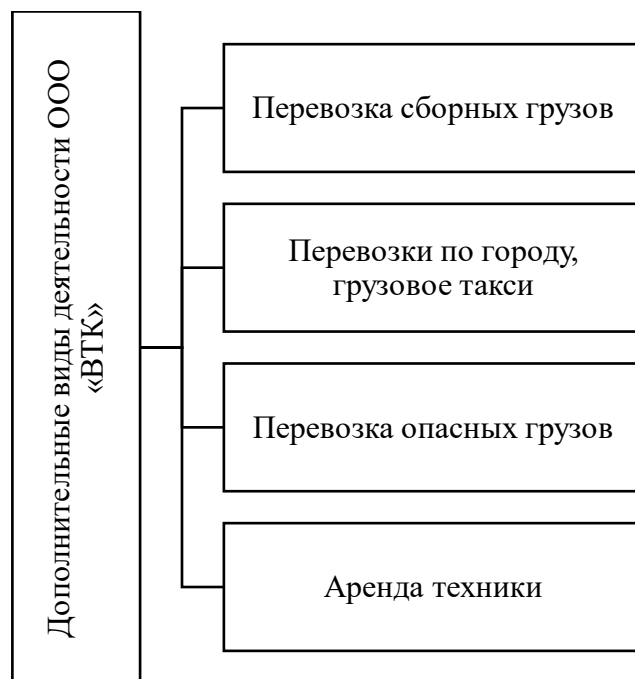 Дополнительные виды деятельности ООО
«ВТК»
Перевозка сборных грузов
Перевозки по городу,
грузовое такси
Перевозка опасных грузов
Аренда техники